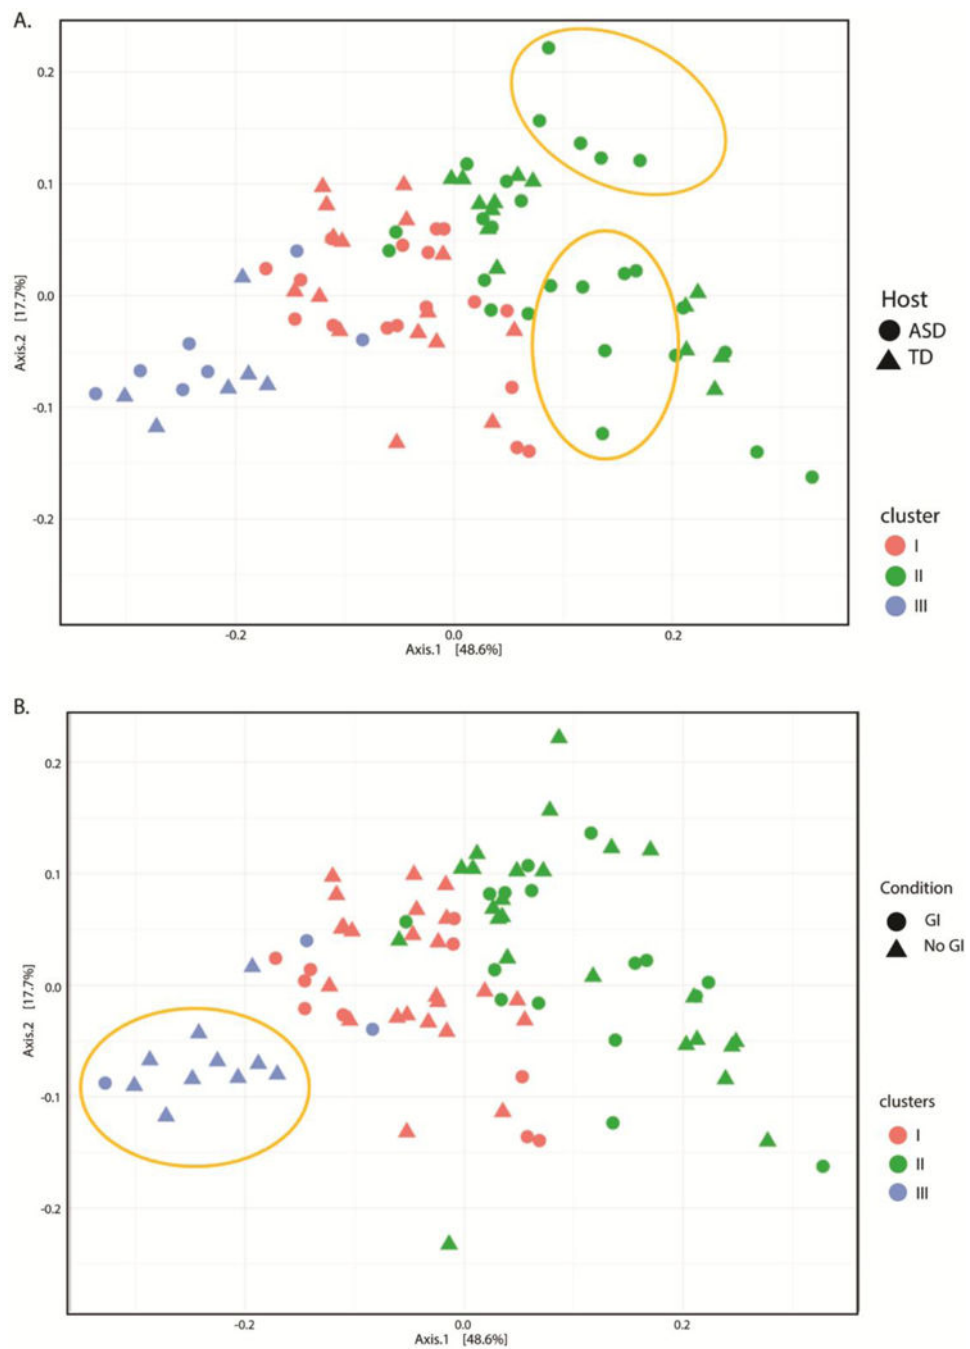 A.
0.2
0.1
0.0
-0.1
-0.2
Axis.2 [17.7%]
-0.2 0.0 0.2
Axis.1 [48.6%]
Host
ASD
TD
cluster
I
II
III
B.
0.2
0.1
0.0
-0.1
-0.2
Axis.2 [17.7%]
-0.2 0.0 0.2
Axis.1 [48.6%]
Condition
GI
No GI
clusters
I
II
III